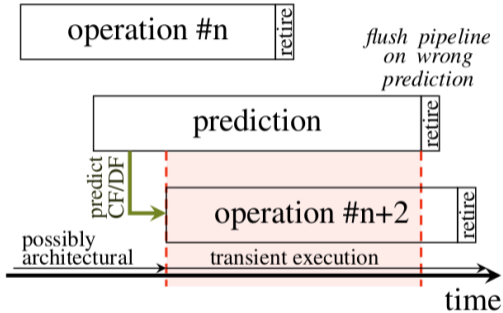 operation #n
retire
flush pipeline
on wrong
prediction
prediction
retire
predict
CF/DF
operation #n+2
retire
possibly
architectural
transient execution
time